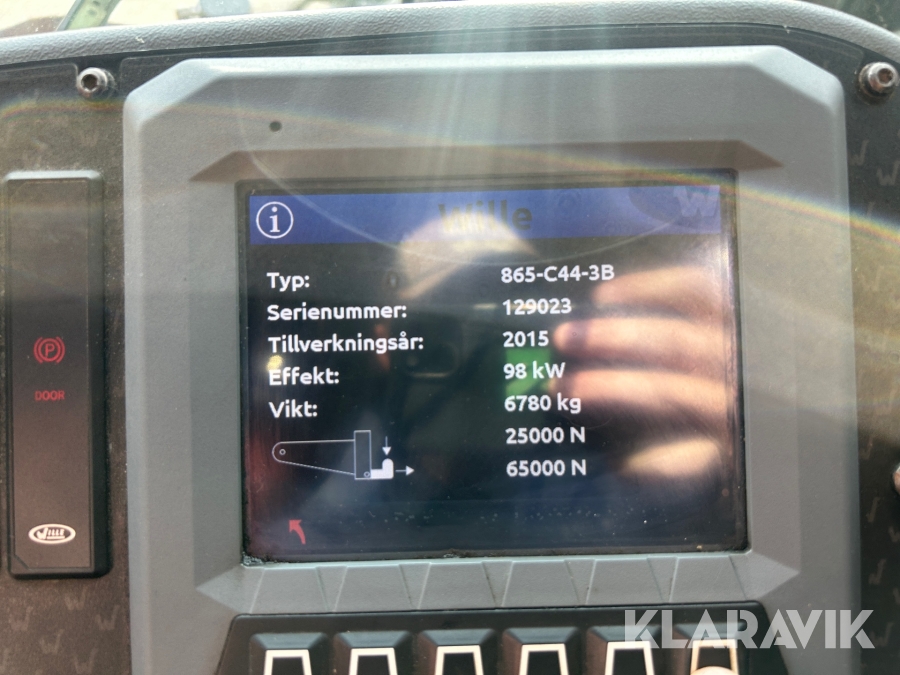 Wille
W
Typ: 865-C44-3B
Serienummer: 129023
Tillverkningsår: 2015
Effekt: 98 kW
Vikt: 6780 kg
25000 N
65000 N
P
DOOR
WILLE
KLARAVIK